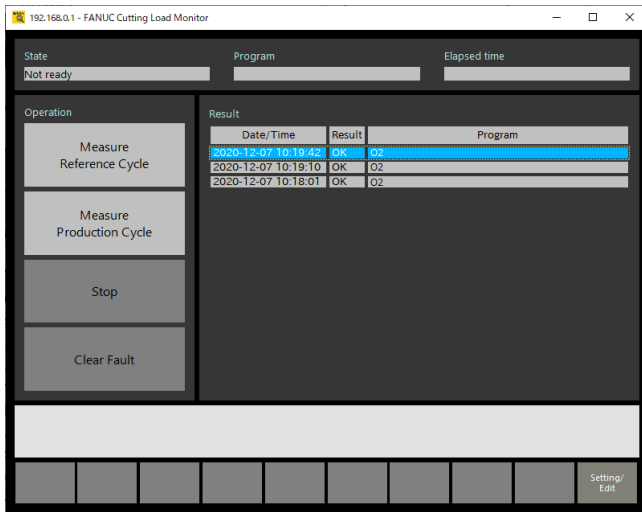 192.168.0.1 - FANUC Cutting Load Monitor
State
Program
Elapsed time
Not ready
Operation
Measure
Reference Cycle
Measure
Production Cycle
Stop
Clear Fault
Result
Date/Time Result Program
2020-12-07 10:19:42 OK O2
2020-12-07 10:19:10 OK O2
2020-12-07 10:18:01 OK O2
Setting/
Edit